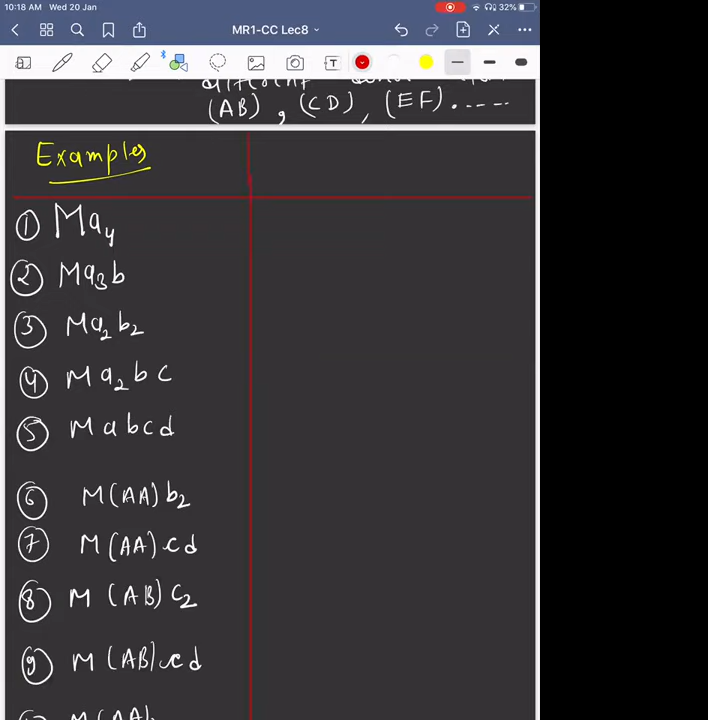 10:18 AM Wed 20 Jan
32%
MR1-CC Lec8
T
(AB), (CD), (EF).....
Examples
① Ma₄
② Ma₃b
③ Ma₂b₂
④ Ma₂bc
⑤ Mabcd
⑥ M(AA)b₂
⑦ M(AA)cd
⑧ M(AB)c₂
⑨ M(AB)cd
M(AA)